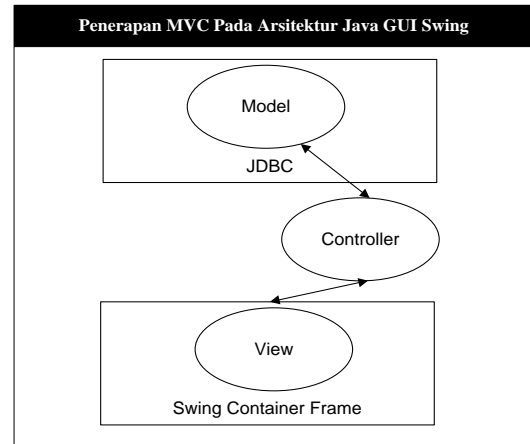 Penerapan MVC Pada Arsitektur Java GUI Swing
Model
JDBC
Controller
View
Swing Container Frame